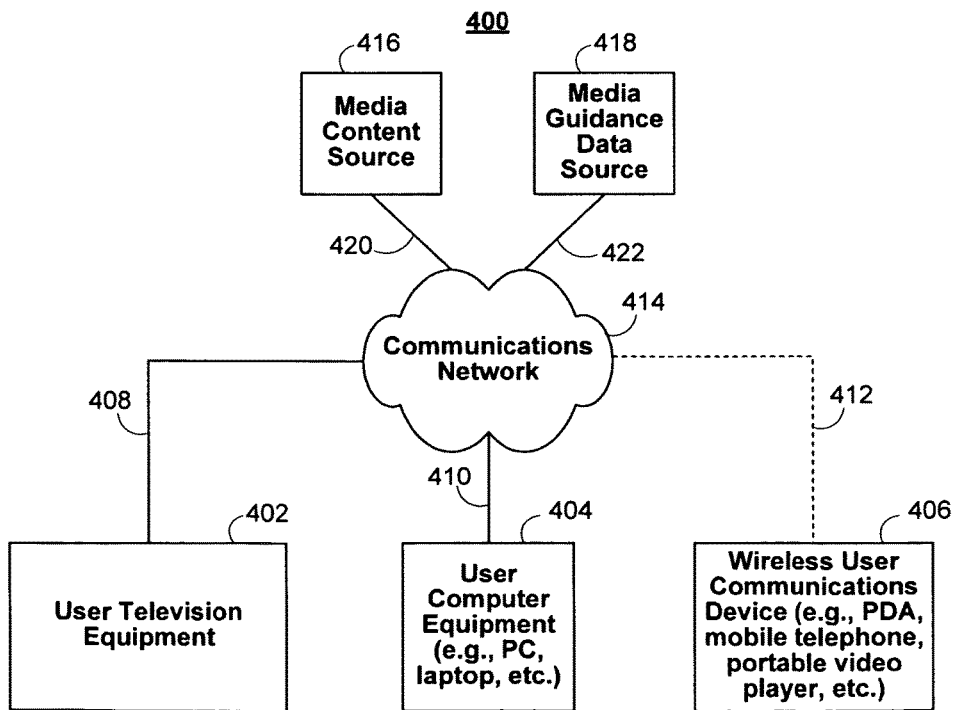 400
416
418
Media
Content
Source
Media
Guidance
Data
Source
420
422
414
Communications
Network
408
412
410
402
404
406
User Television
Equipment
User
Computer
Equipment
(e.g., PC,
laptop, etc.)
Wireless User
Communications
Device (e.g., PDA,
mobile telephone,
portable video
player, etc.)